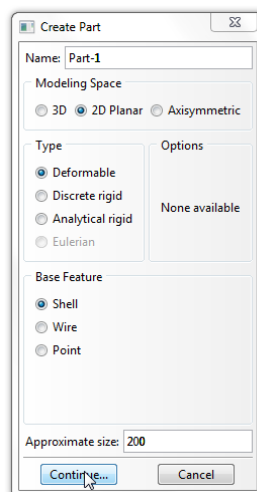 Create Part
Name: Part-1
Modeling Space
3D 2D Planar Axisymmetric
Type Options
Deformable
Discrete rigid
Analytical rigid
Eulerian
None available
Base Feature
Shell
Wire
Point
Approximate size: 200
Continue... Cancel